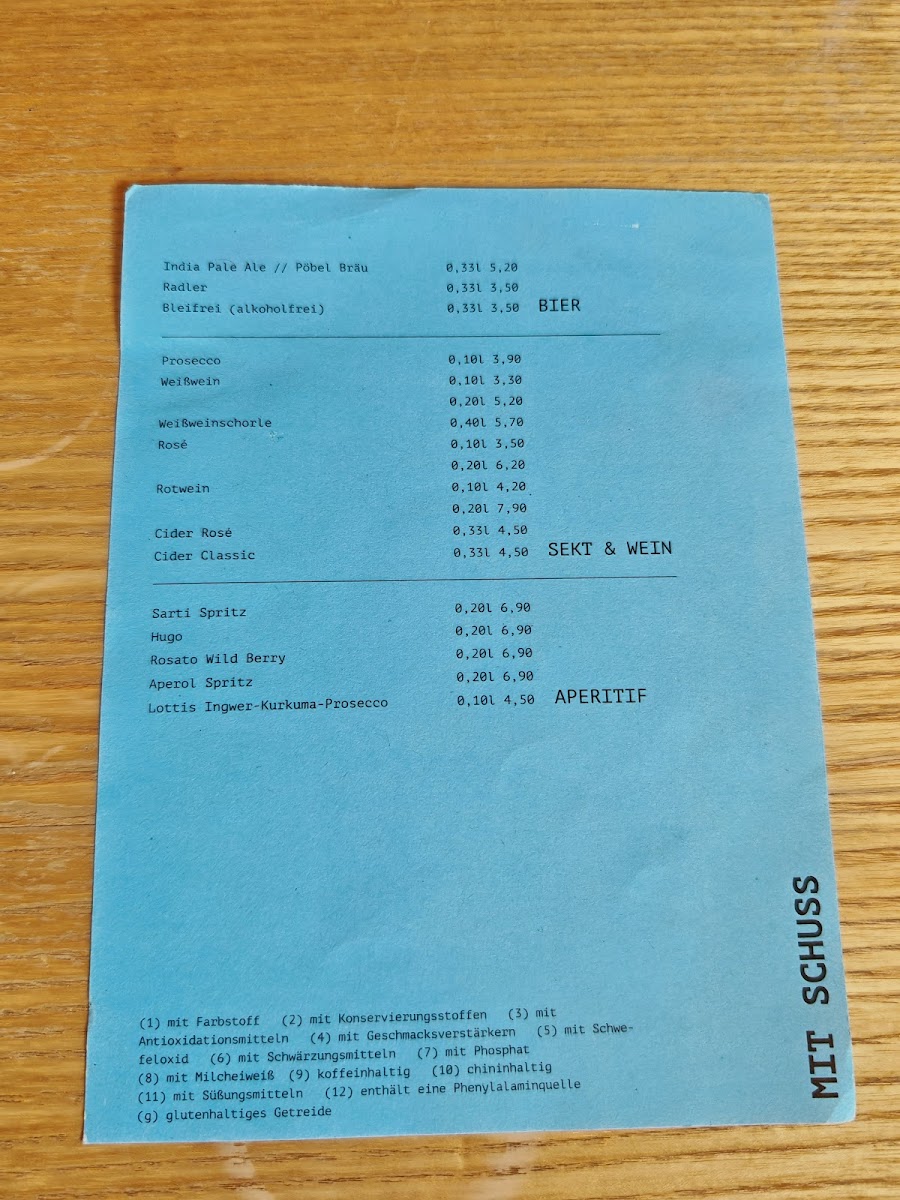 India Pale Ale // Pöbel Bräu 0,33l 5,20
Radler 0,33l 3,50
Bleifrei (alkoholfrei) 0,33l 3,50 BIER
Prosecco 0,10l 3,90
Weißwein 0,10l 3,30
0,20l 5,20
Weißweinschorle 0,40l 5,70
Rosé 0,10l 3,50
0,20l 6,20
Rotwein 0,10l 4,20
0,20l 7,90
Cider Rosé 0,33l 4,50
Cider Classic 0,33l 4,50 SEKT & WEIN
Sarti Spritz 0,20l 6,90
Hugo 0,20l 6,90
Rosato Wild Berry 0,20l 6,90
Aperol Spritz 0,20l 6,90
Lottis Ingwer-Kurkuma-Prosecco 0,10l 4,50 APERITIF
MIT SCHUSS
(1) mit Farbstoff (2) mit Konservierungsstoffen (3) mit
Antioxidationsmitteln (4) mit Geschmacksverstärkern (5) mit Schwe-
feloxid (6) mit Schwärzungsmitteln (7) mit Phosphat
(8) mit Milcheiweiß (9) koffeinhaltig (10) chininhaltig
(11) mit Süßungsmitteln (12) enthält eine Phenylalaminquelle
(g) glutenhaltiges Getreide